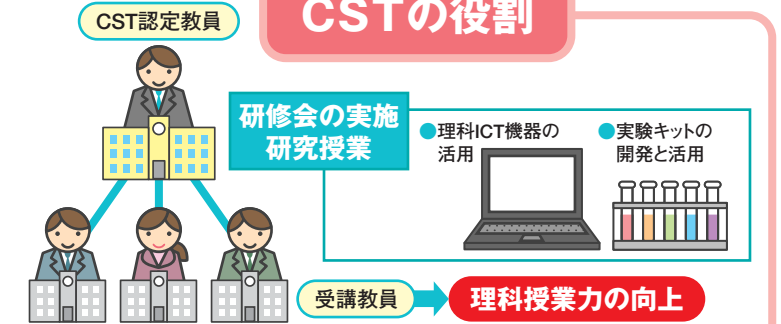 CSTの役割
CST認定教員
研修会の実施
研究授業
●理科ICT機器の
活用
●実験キットの
開発と活用
受講教員
理科授業力の向上